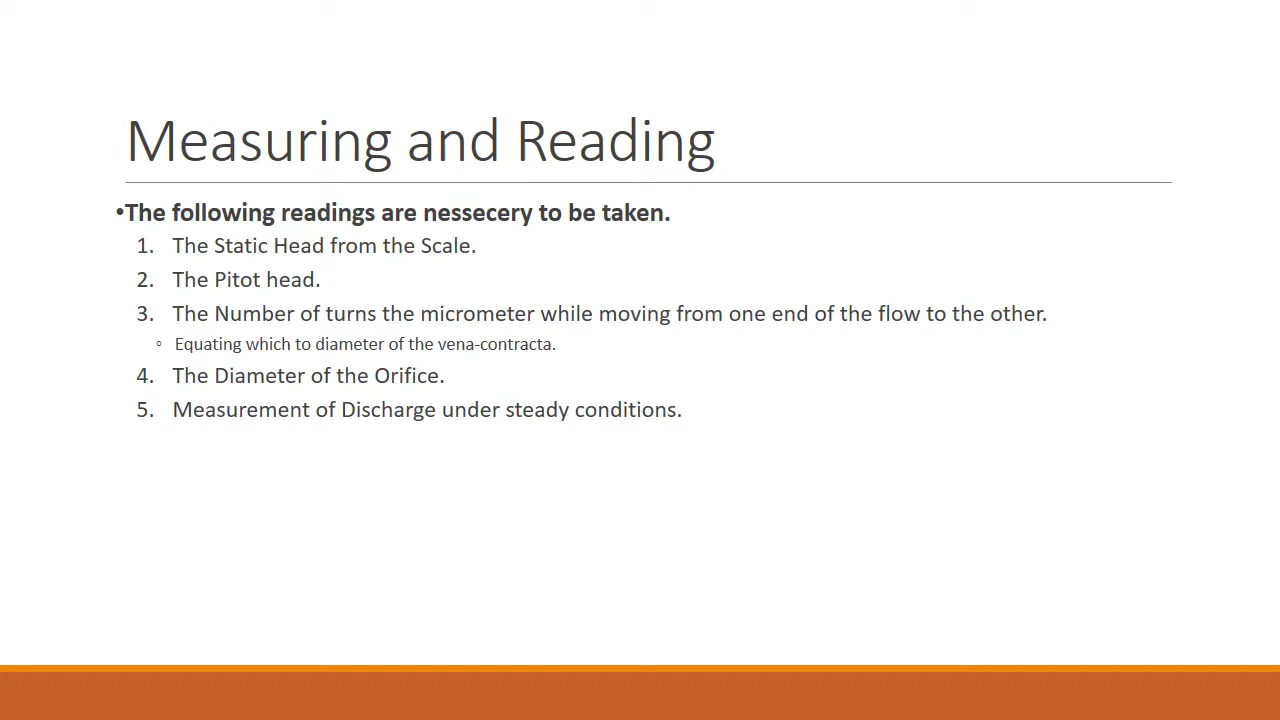 Measuring and Reading
•The following readings are nessecery to be taken.
1. The Static Head from the Scale.
2. The Pitot head.
3. The Number of turns the micrometer while moving from one end of the flow to the other.
◦ Equating which to diameter of the vena-contracta.
4. The Diameter of the Orifice.
5. Measurement of Discharge under steady conditions.